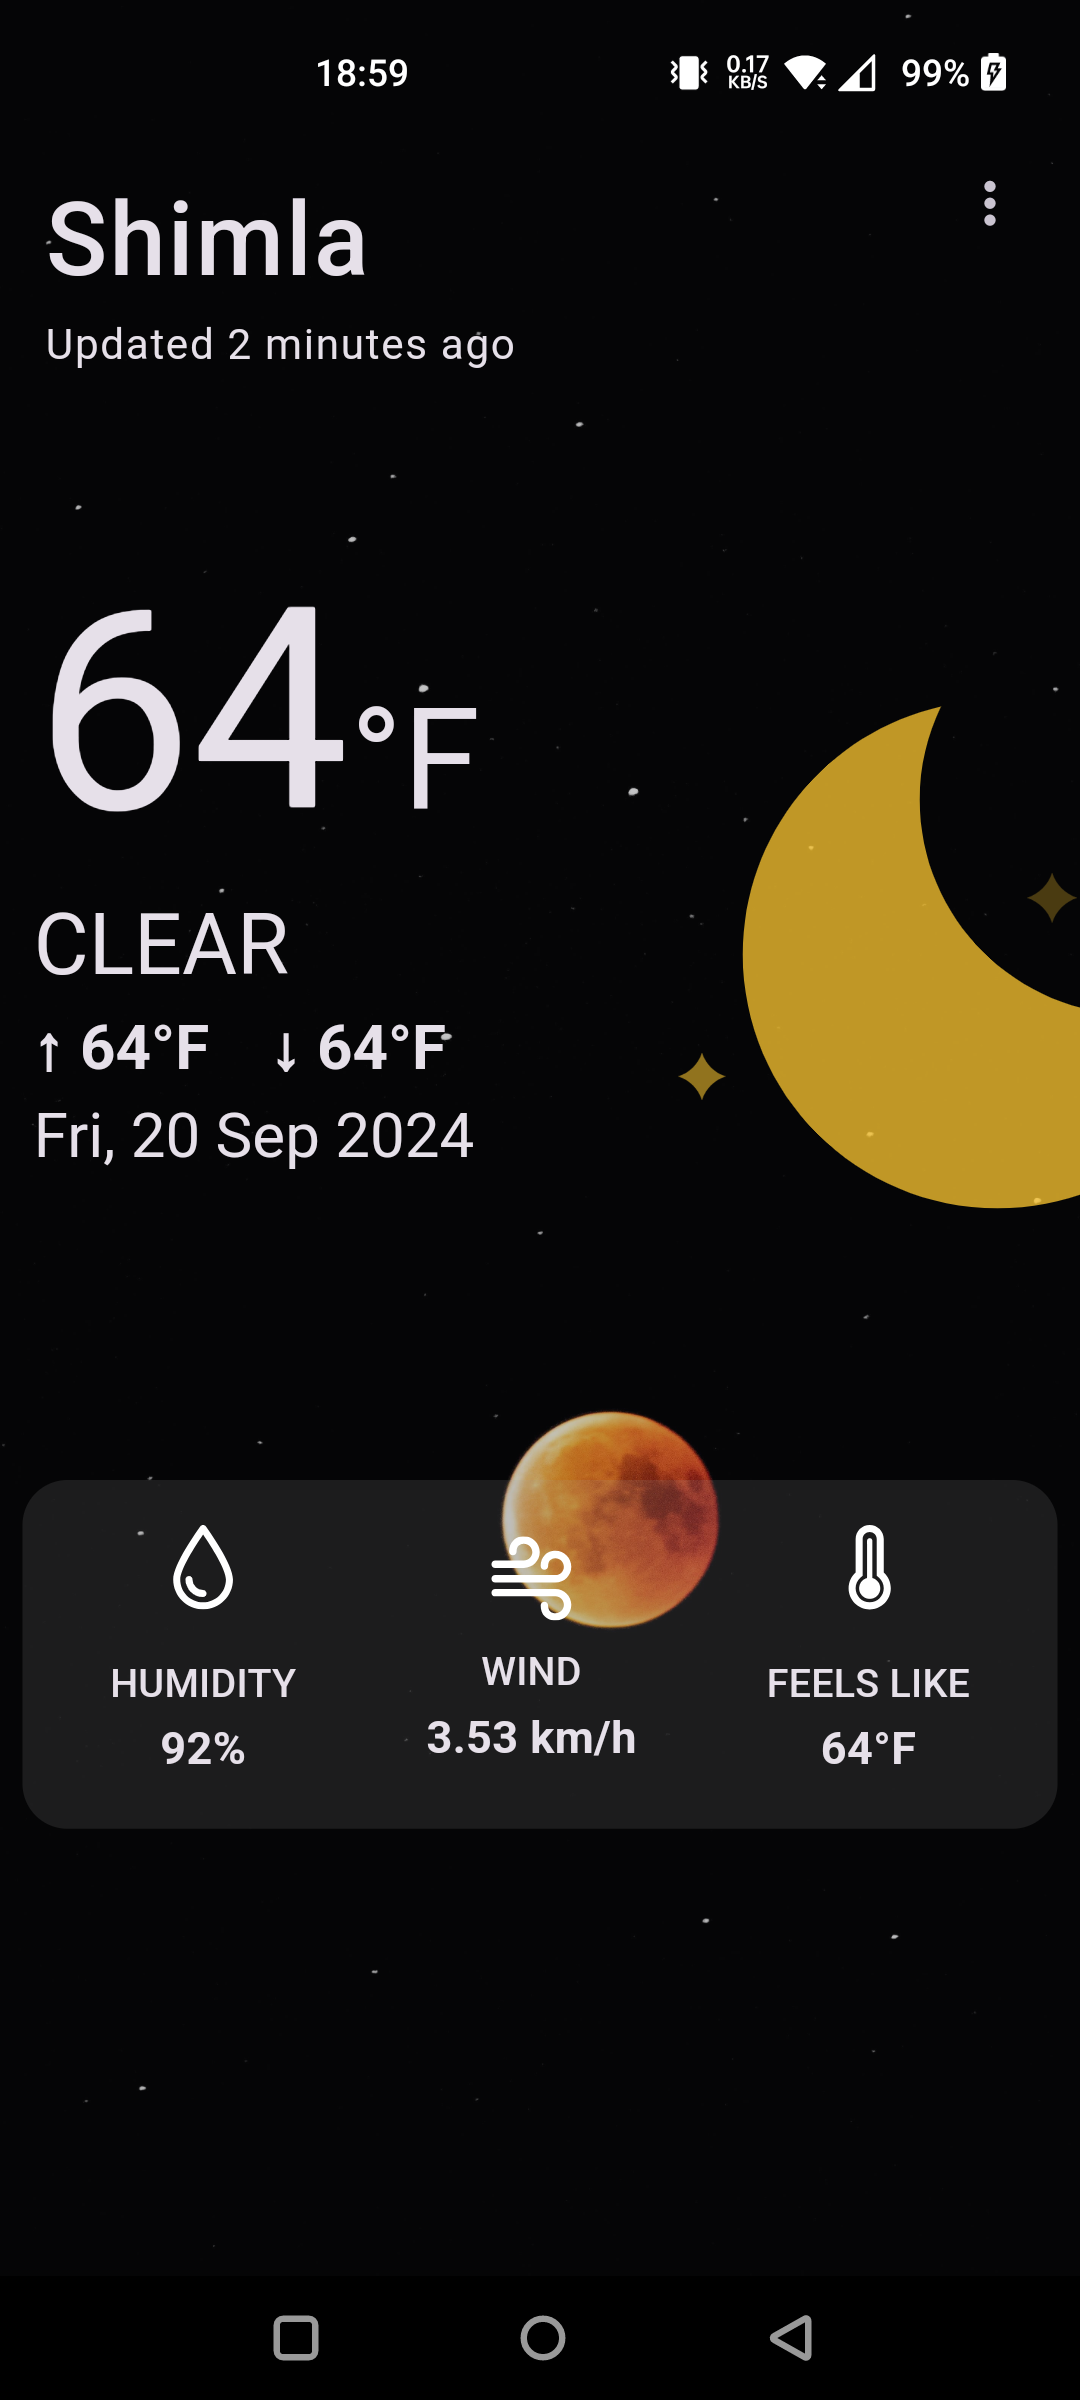 18:59 0.17 KB/S 99%
Shimla
Updated 2 minutes ago
64°F
CLEAR
↑ 64°F ↓ 64°F
Fri, 20 Sep 2024
HUMIDITY WIND FEELS LIKE
92% 3.53 km/h 64°F